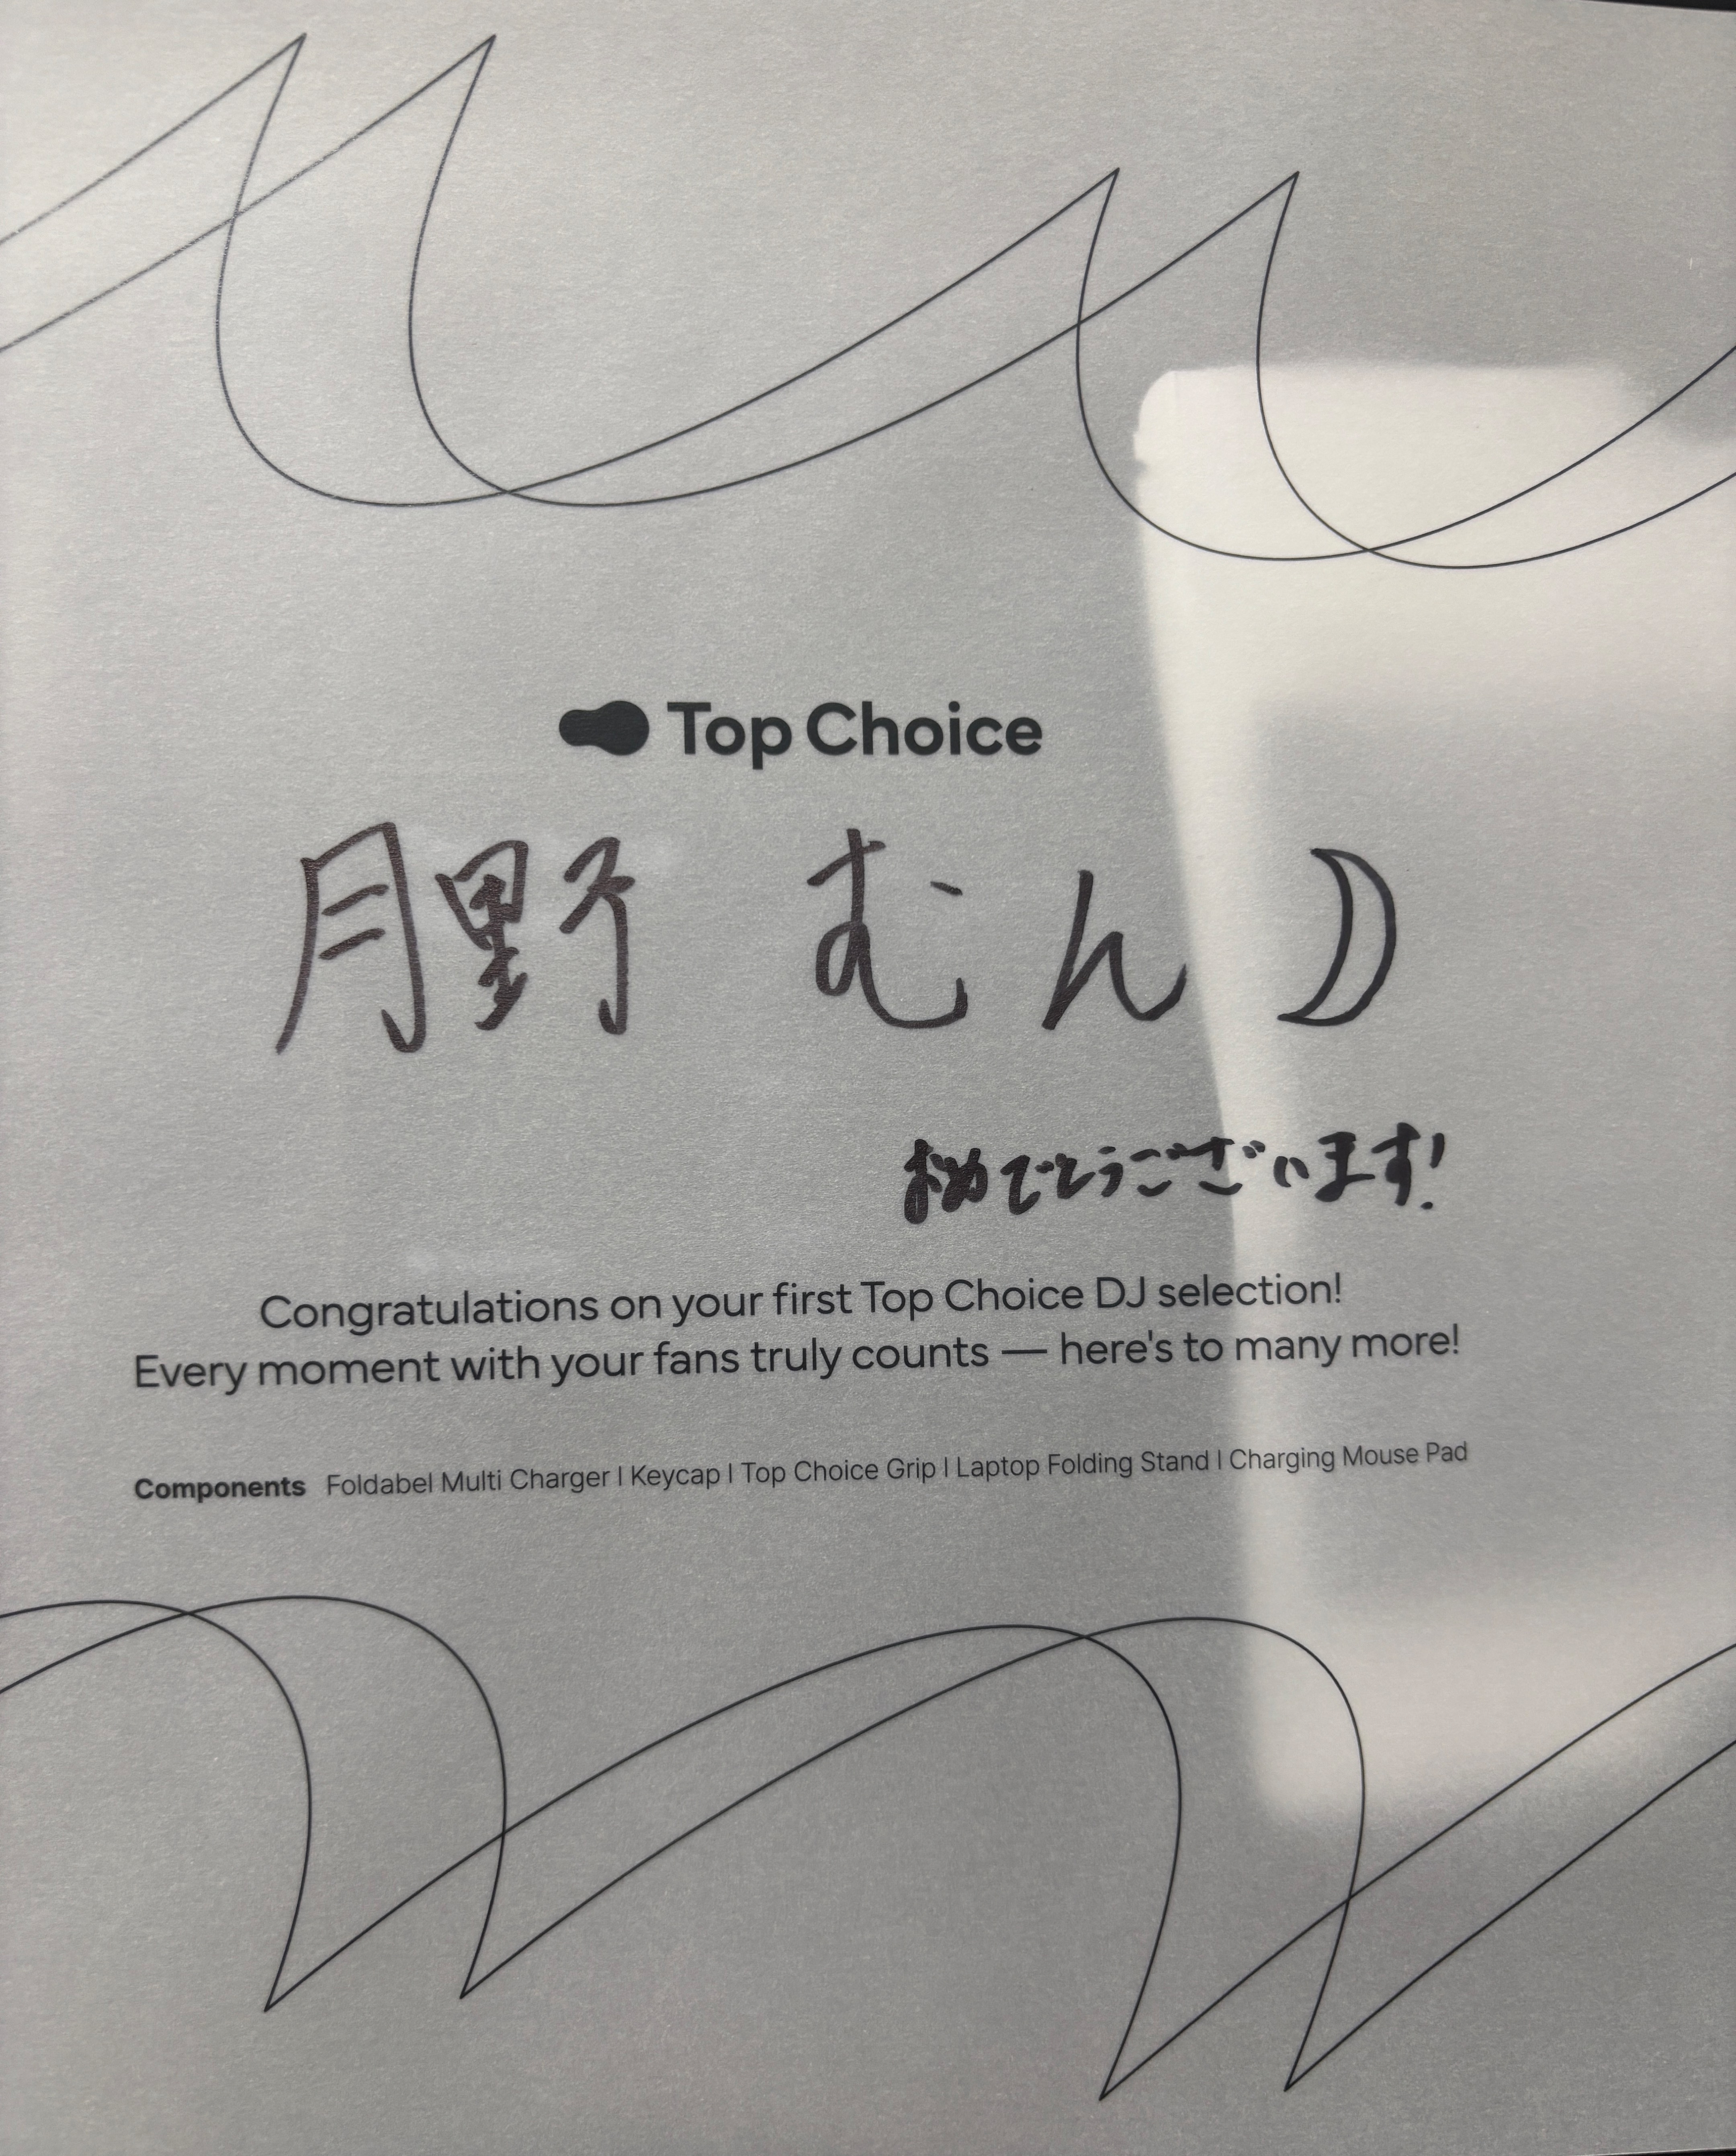 Top Choice
月野 むん
おめでとうございます!
Congratulations on your first Top Choice DJ selection!
Every moment with your fans truly counts — here's to many more!
Components Foldabel Multi Charger | Keycap | Top Choice Grip | Laptop Folding Stand | Charging Mouse Pad